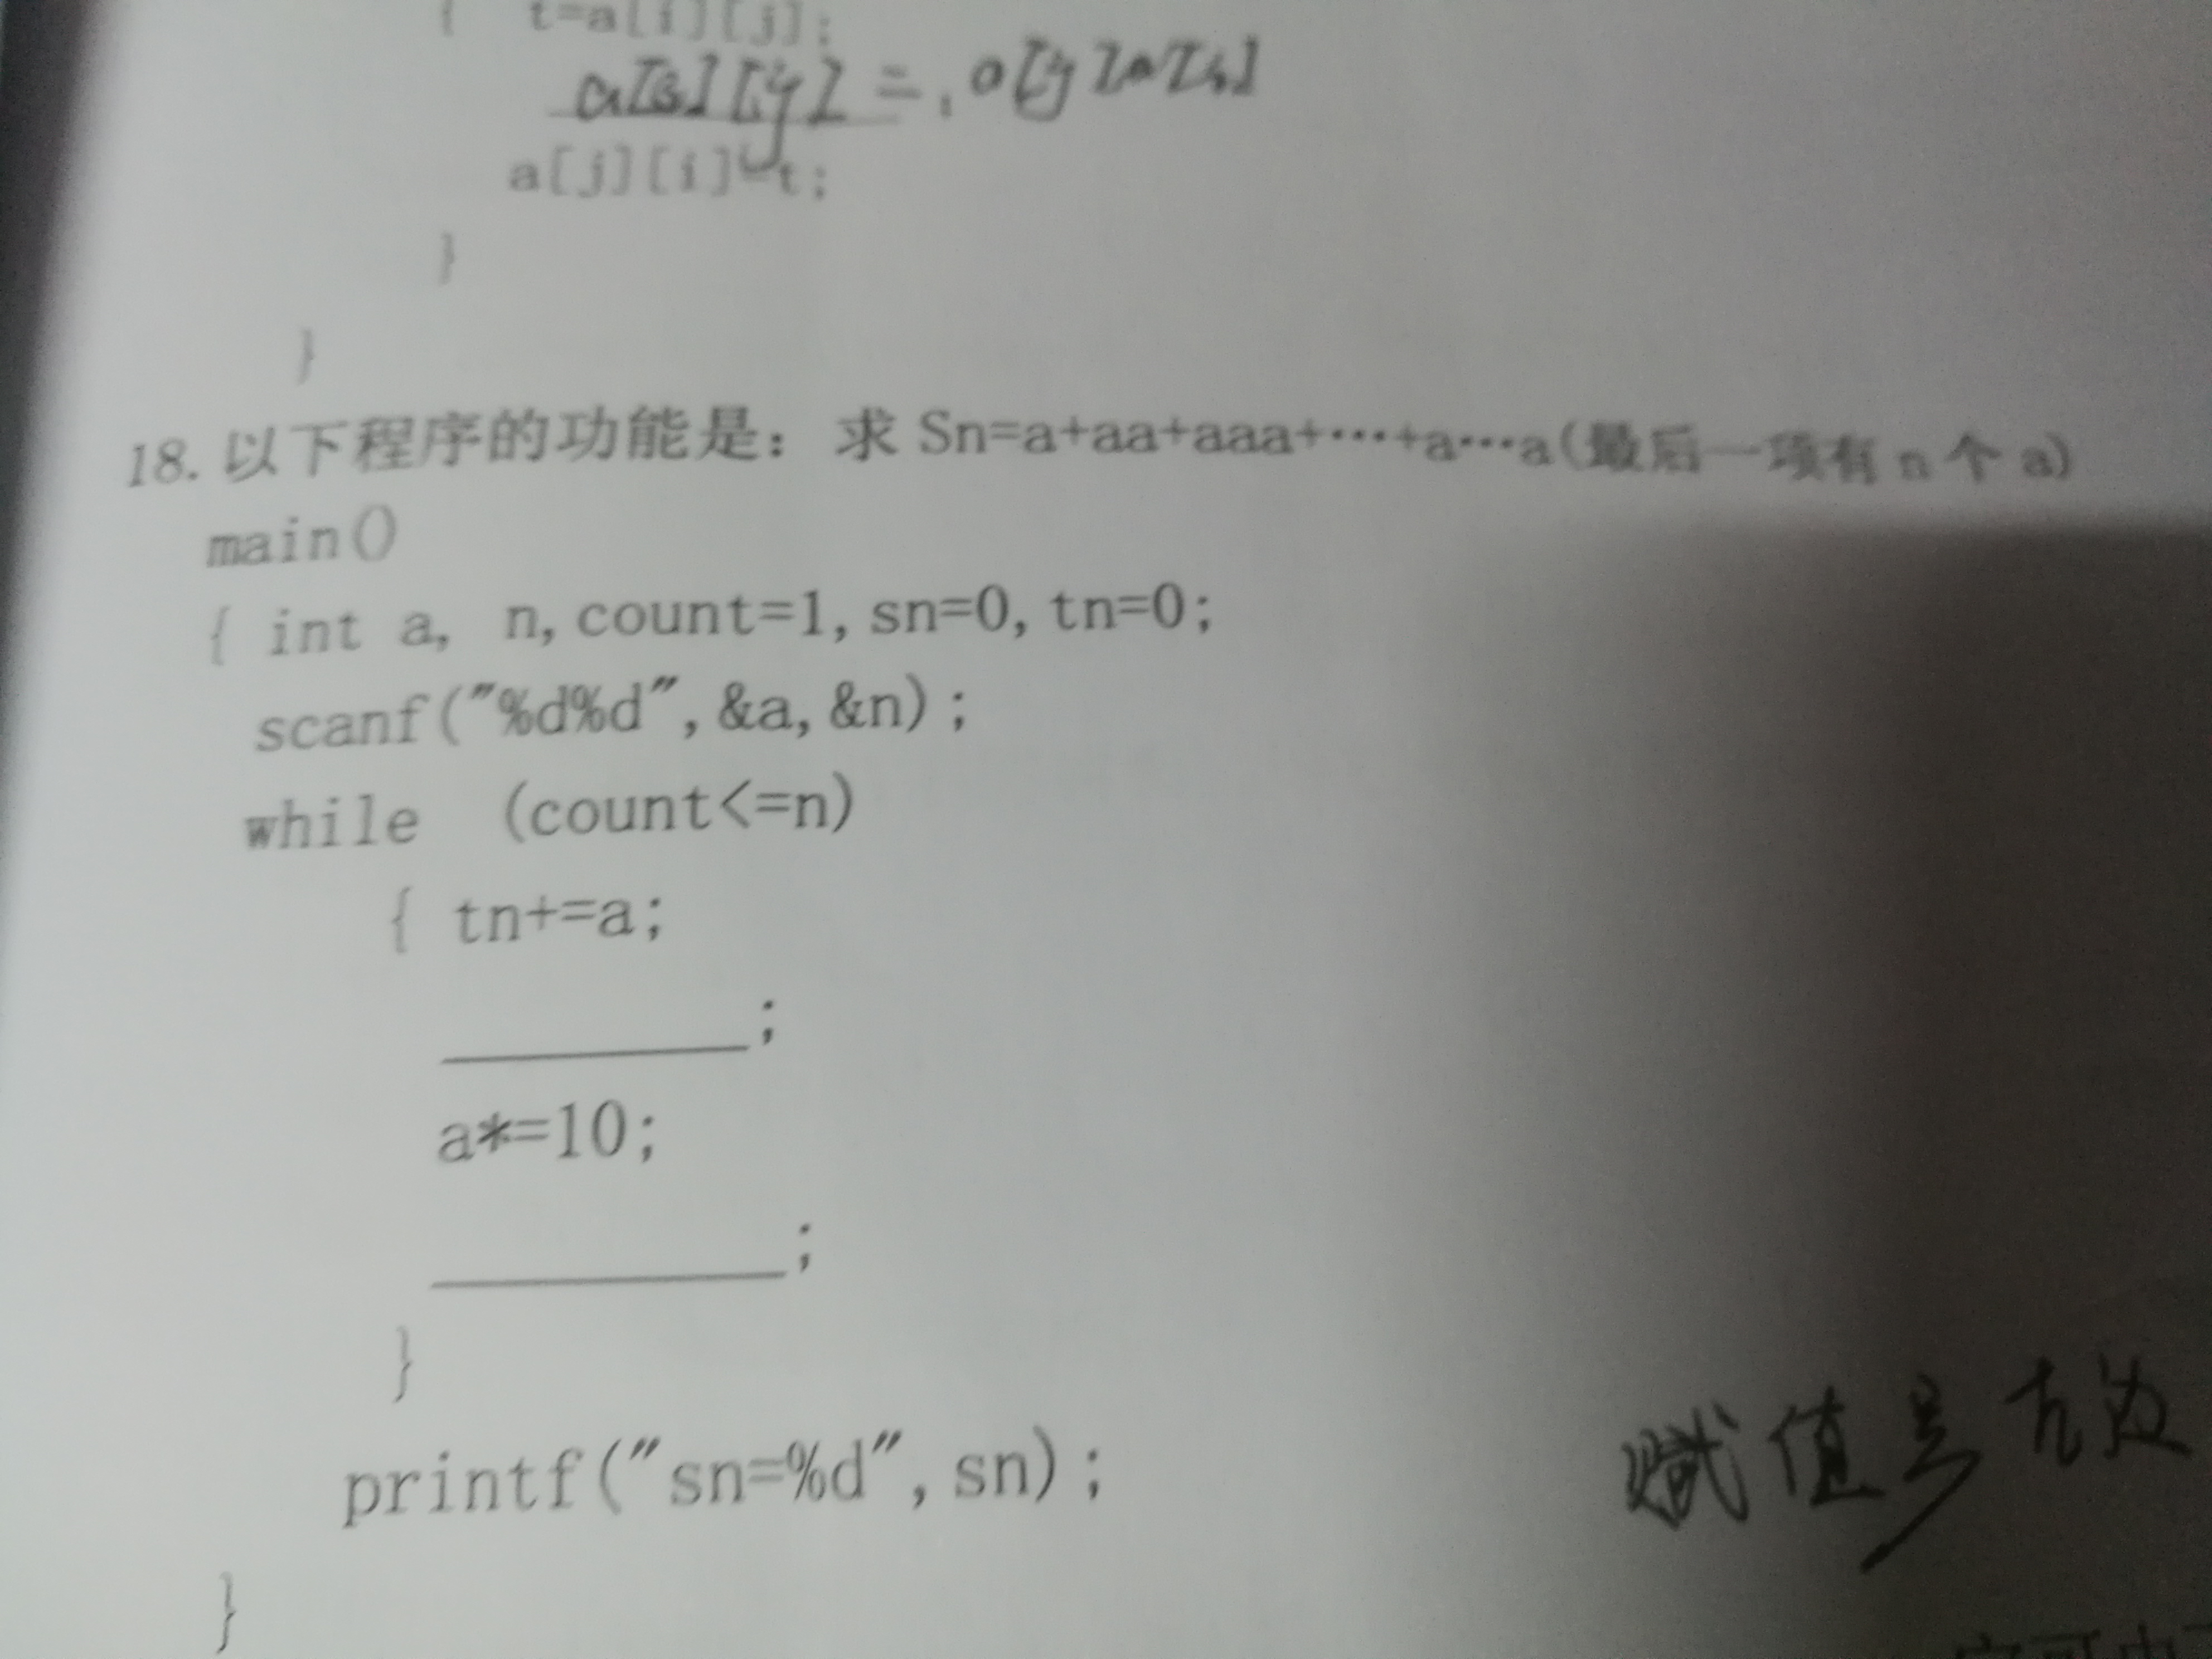 { t=a[i][j];
a[i][j] = a[j][i]
a[j][i]=t;
}
}
18. 以下程序的功能是： 求 Sn=a+aa+aaa+···+a···a(最后一项有 n 个 a)
main()
{ int a, n, count=1, sn=0, tn=0;
scanf("%d%d", &a, &n);
while (count<=n)
{ tn+=a;
________;
a*=10;
________;
}
printf("sn=%d", sn);
赋值号右边
}